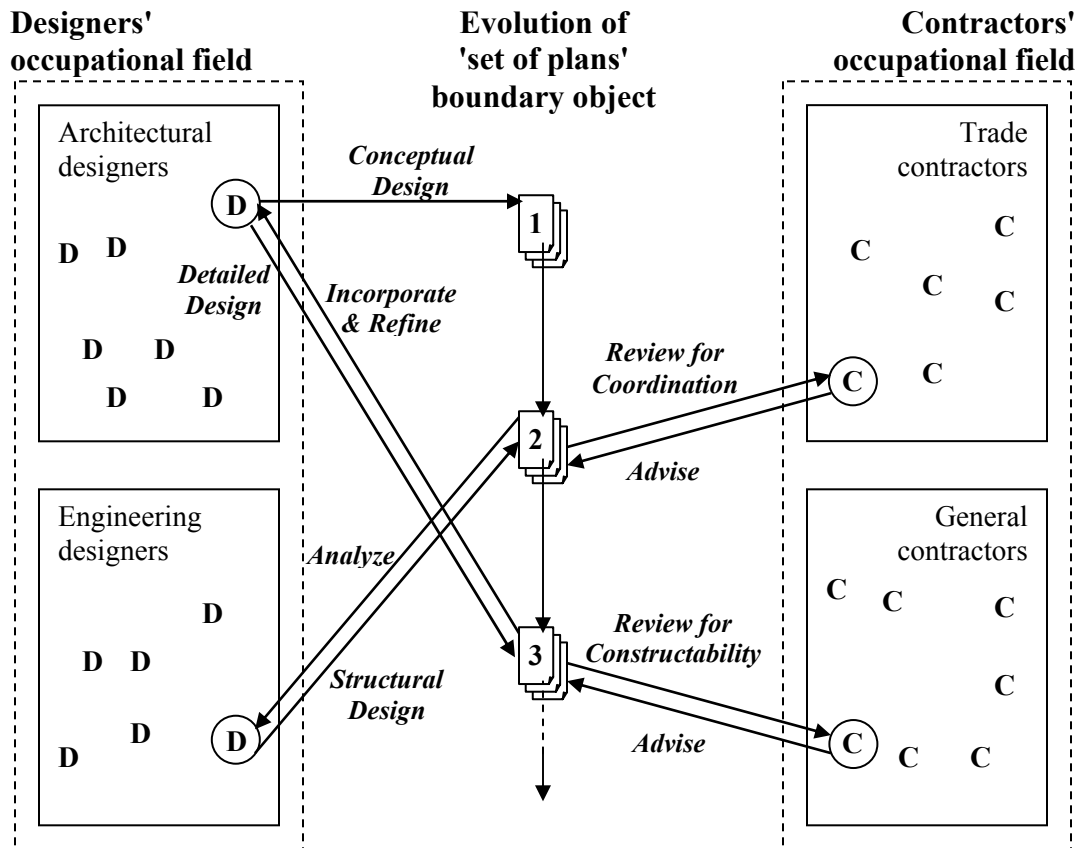 Designers'
occupational field
Evolution of
'set of plans'
boundary object
Contractors'
occupational field
Architectural
designers
D
D
D
D
D
D
D
Conceptual
Design
Detailed
Design
Incorporate
& Refine
1
Trade
contractors
C
C
C
C
C
C
Review for
Coordination
Advise
2
Engineering
designers
D
D
D
D
D
D
Analyze
Structural
Design
3
General
contractors
C
C
C
C
C
C
C
Review for
Constructability
Advise